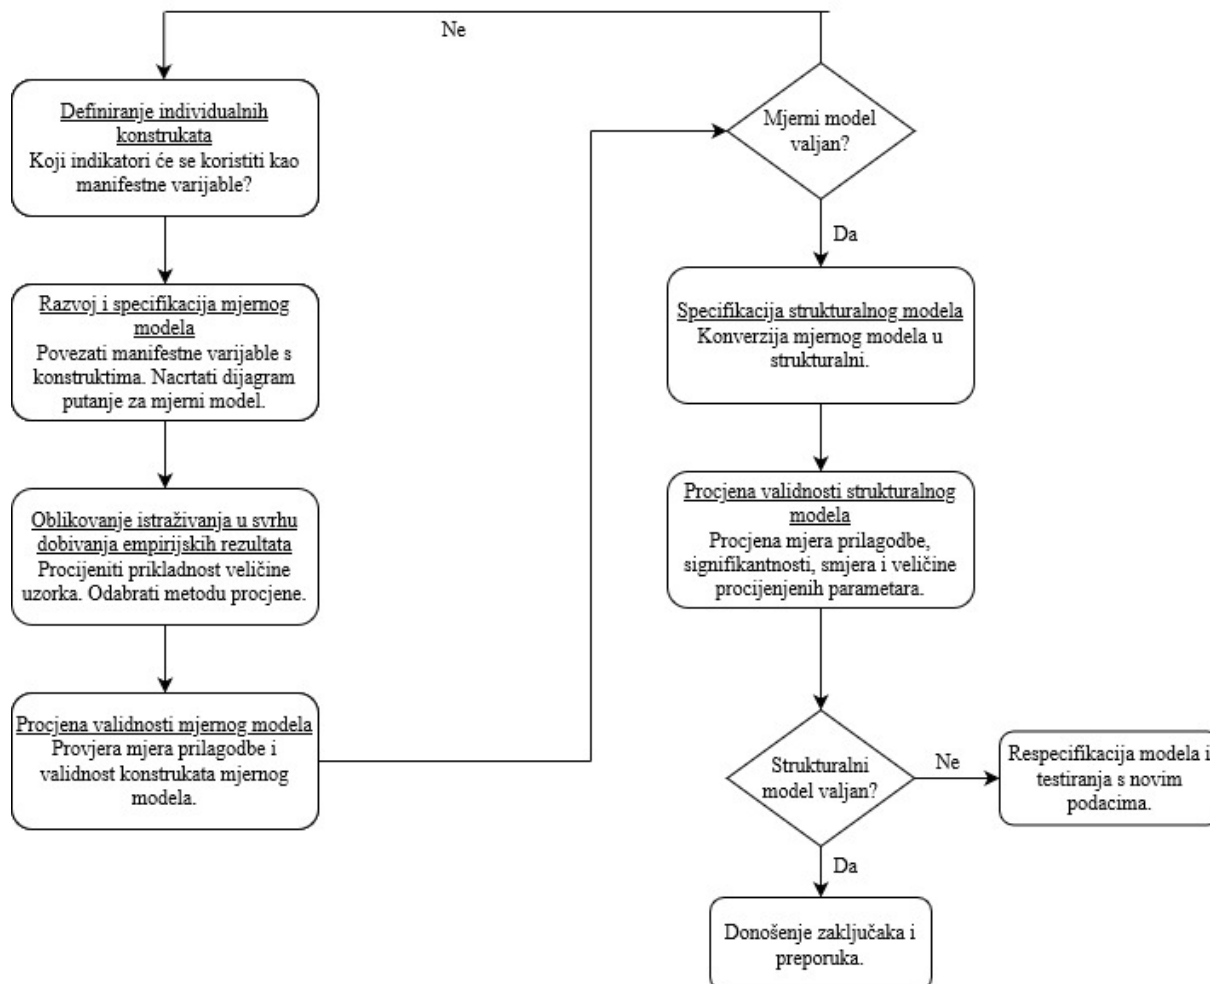 Ne
Definiranje individualnih
konstrukata
Koji indikatori će se koristiti kao
manifestne varijable?
Razvoj i specifikacija mjernog
modela
Povezati manifestne varijable s
konstruktima. Nacrtati dijagram
putanje za mjerni model.
Oblikovanje istraživanja u svrhu
dobivanja empirijskih rezultata
Procijeniti prikladnost veličine
uzorka. Odabrati metodu procjene.
Procjena validnosti mjernog modela
Provjera mjera prilagodbe i
validnost konstrukata mjernog
modela.
Mjerni model
valjan?
Da
Specifikacija strukturalnog modela
Konverzija mjernog modela u
strukturalni.
Procjena validnosti strukturalnog
modela
Procjena mjera prilagodbe,
signifikantnosti, smjera i veličine
procijenjenih parametara.
Strukturalni
model valjan?
Ne
Respecifikacija modela i
testiranja s novim
podacima.
Da
Donošenje zaključaka i
preporuka.